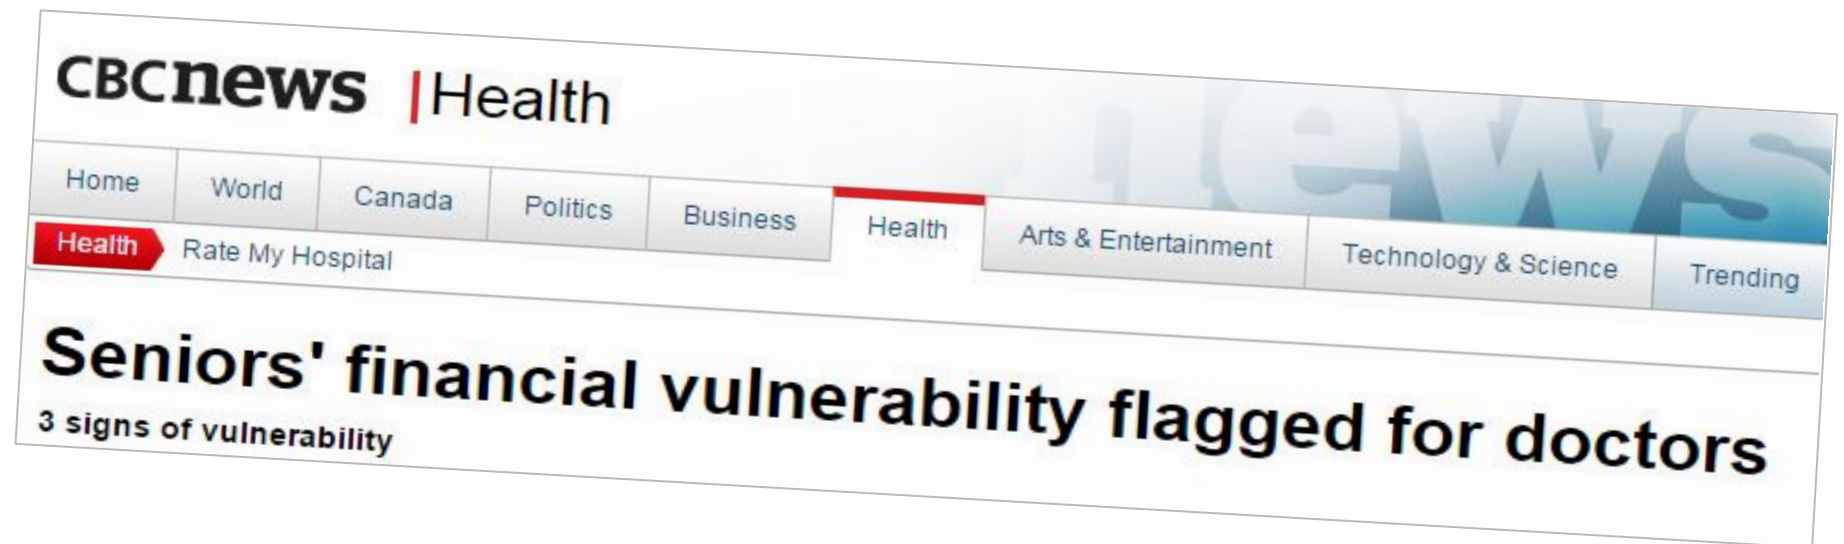 CBCnews | Health
Home World Canada Politics Business Health Arts & Entertainment Technology & Science Trending
Health Rate My Hospital
Seniors' financial vulnerability flagged for doctors
3 signs of vulnerability
news